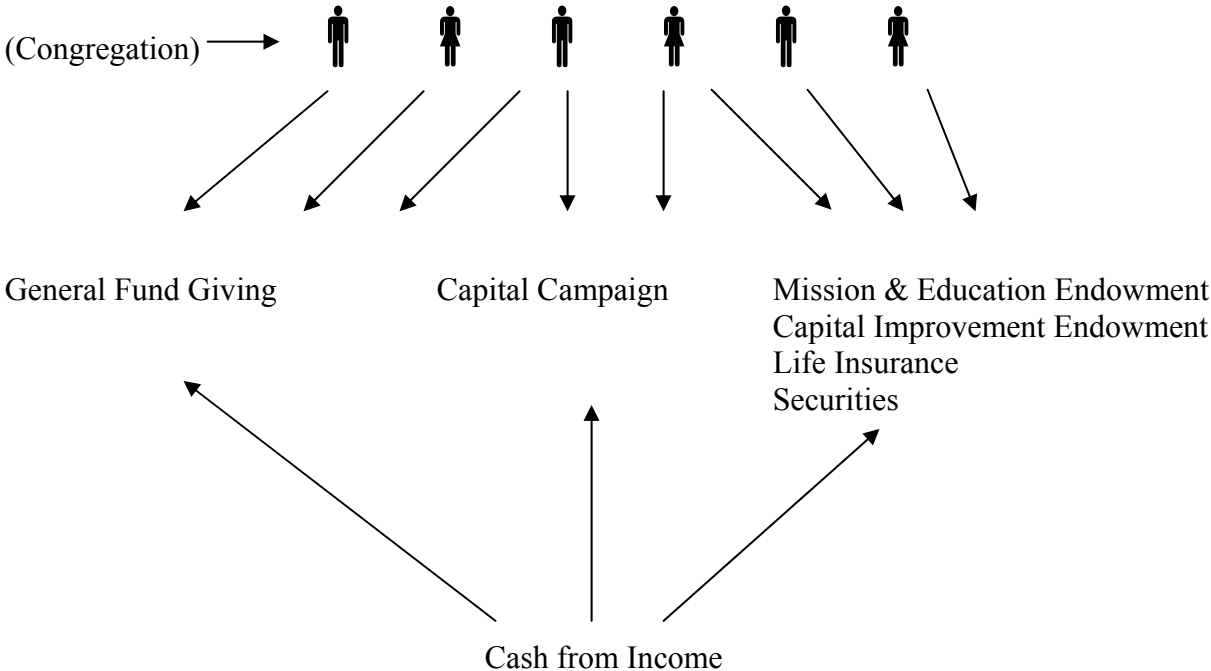 (Congregation)
General Fund Giving
Capital Campaign
Mission & Education Endowment
Capital Improvement Endowment
Life Insurance
Securities
Cash from Income